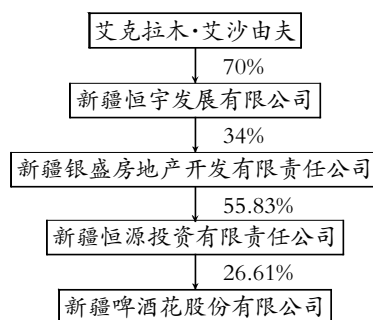 艾克拉木·艾沙由夫
70%
新疆恒宇发展有限公司
34%
新疆银盛房地产开发有限责任公司
55.83%
新疆恒源投资有限责任公司
26.61%
新疆啤酒花股份有限公司